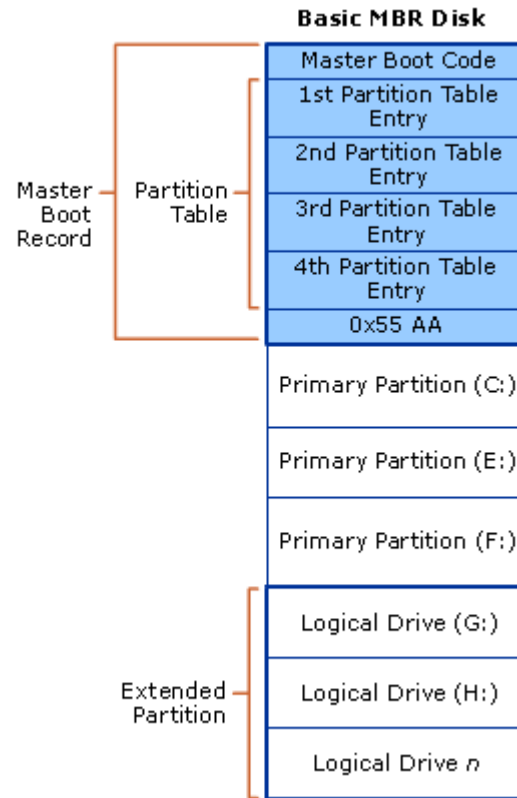 Basic MBR Disk
Master Boot Code
1st Partition Table
Entry
2nd Partition Table
Entry
Master
Boot
Record
Partition
Table
3rd Partition Table
Entry
4th Partition Table
Entry
0x55 AA
Primary Partition (C:)
Primary Partition (E:)
Primary Partition (F:)
Logical Drive (G:)
Extended
Partition
Logical Drive (H:)
Logical Drive n